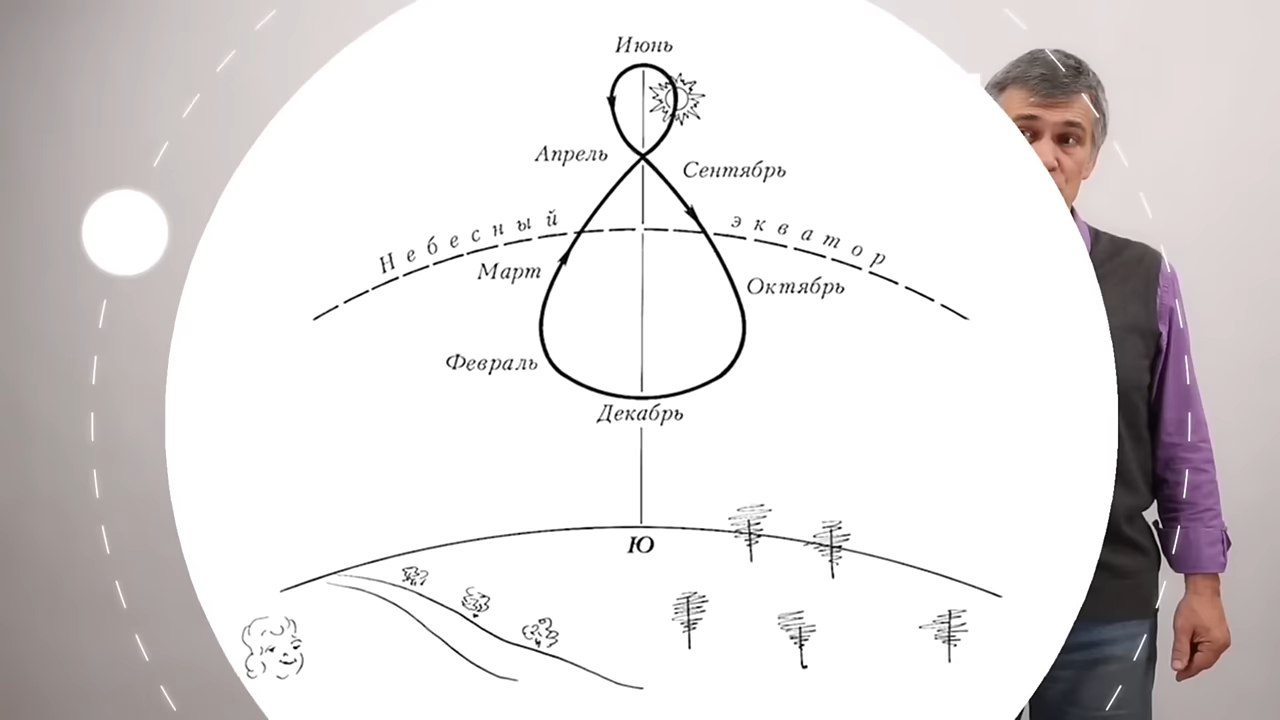 Июнь
Апрель
Сентябрь
Небесный экватор
Март
Октябрь
Февраль
Декабрь
Ю